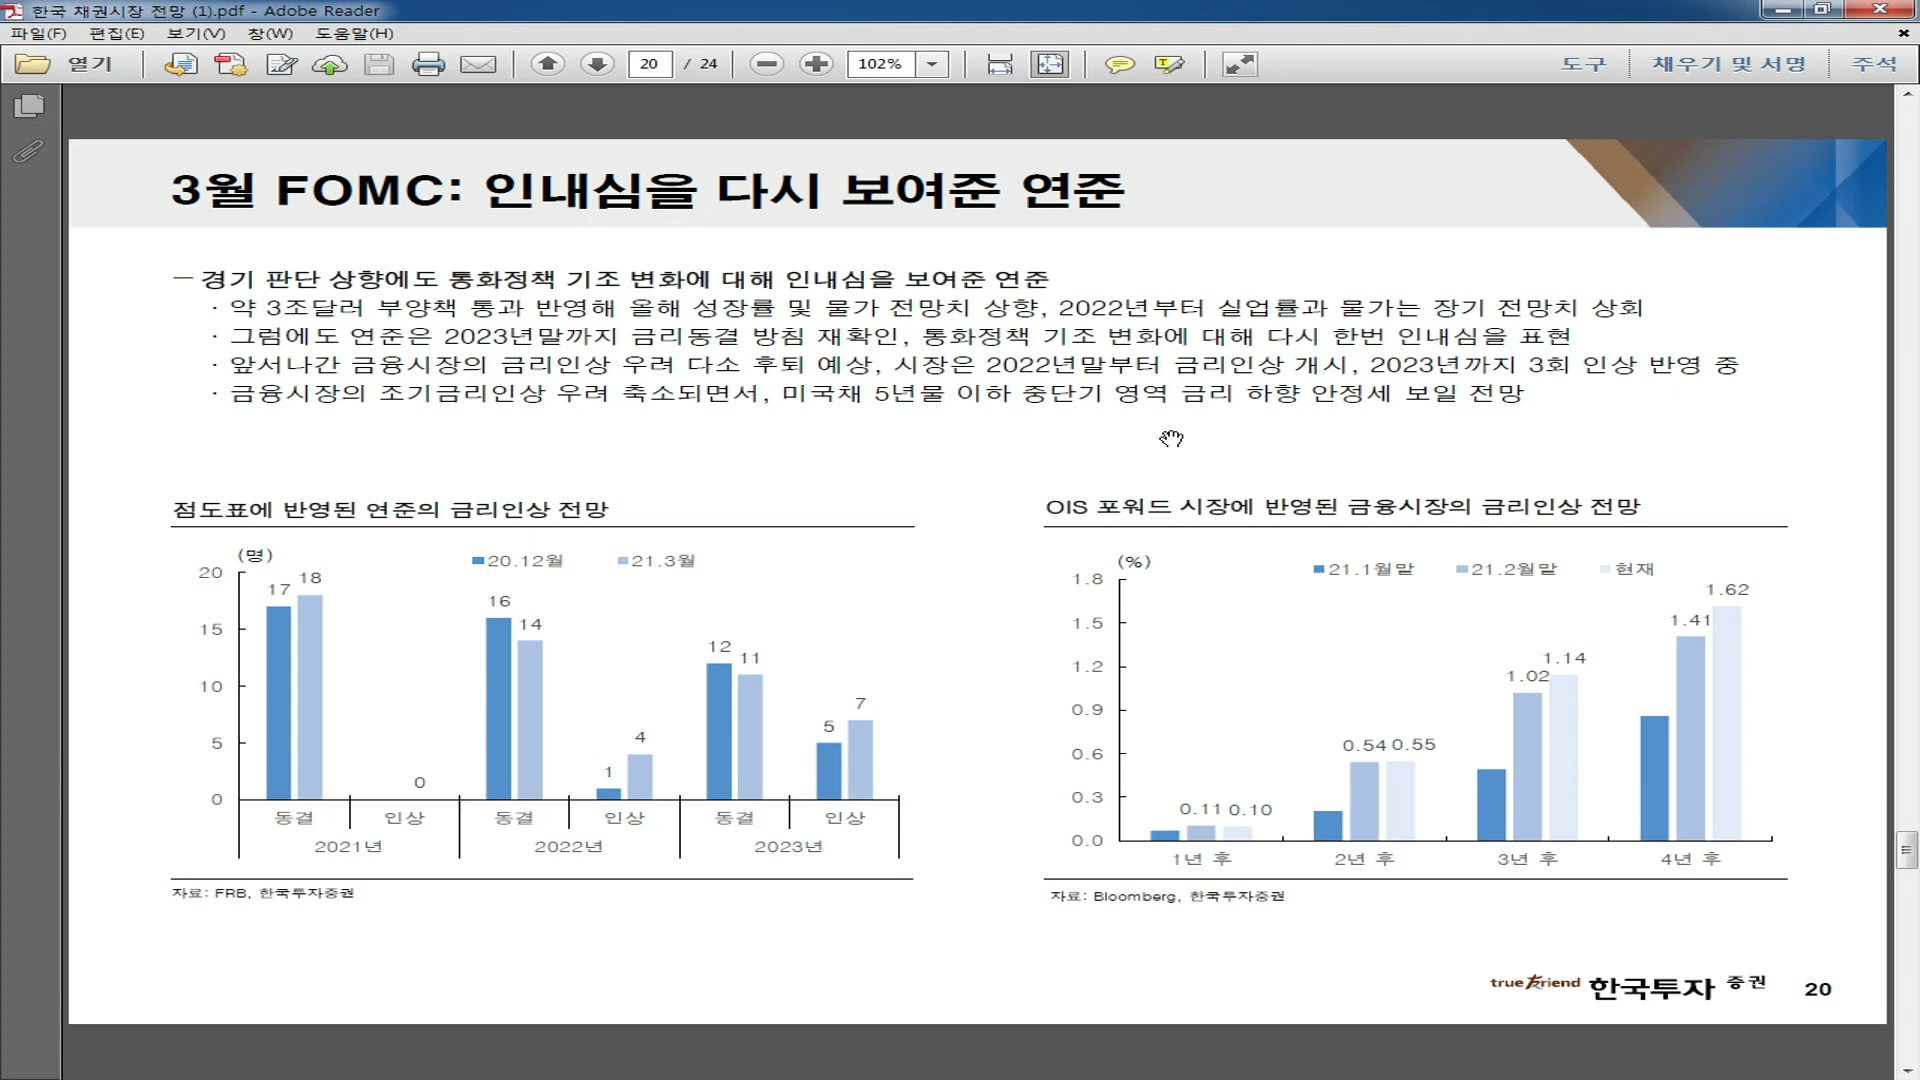 한국 채권시장 전망 (1).pdf - Adobe Reader
파일(F) 편집(E) 보기(V) 창(W) 도움말(H)
열기 20 / 24 102% 도구 채우기 및 서명 주석
3월 FOMC: 인내심을 다시 보여준 연준
― 경기 판단 상향에도 통화정책 기조 변화에 대해 인내심을 보여준 연준
· 약 3조달러 부양책 통과 반영해 올해 성장률 및 물가 전망치 상향, 2022년부터 실업률과 물가는 장기 전망치 상회
· 그럼에도 연준은 2023년말까지 금리동결 방침 재확인, 통화정책 기조 변화에 대해 다시 한번 인내심을 표현
· 앞서나간 금융시장의 금리인상 우려 다소 후퇴 예상, 시장은 2022년말부터 금리인상 개시, 2023년까지 3회 인상 반영 중
· 금융시장의 조기금리인상 우려 축소되면서, 미국채 5년물 이하 중단기 영역 금리 하향 안정세 보일 전망
점도표에 반영된 연준의 금리인상 전망
(명)
20.12월 21.3월
20
15
10
5
0
17 18 0 16 14 1 4 12 11 5 7
동결 인상 동결 인상 동결 인상
2021년 2022년 2023년
자료: FRB, 한국투자증권
OIS 포워드 시장에 반영된 금융시장의 금리인상 전망
(%)
21.1월말 21.2월말 현재
1.8
1.5
1.2
0.9
0.6
0.3
0.0
0.11 0.10 0.54 0.55 1.02 1.14 1.41 1.62
1년 후 2년 후 3년 후 4년 후
자료: Bloomberg, 한국투자증권
true friend 한국투자 증권 20